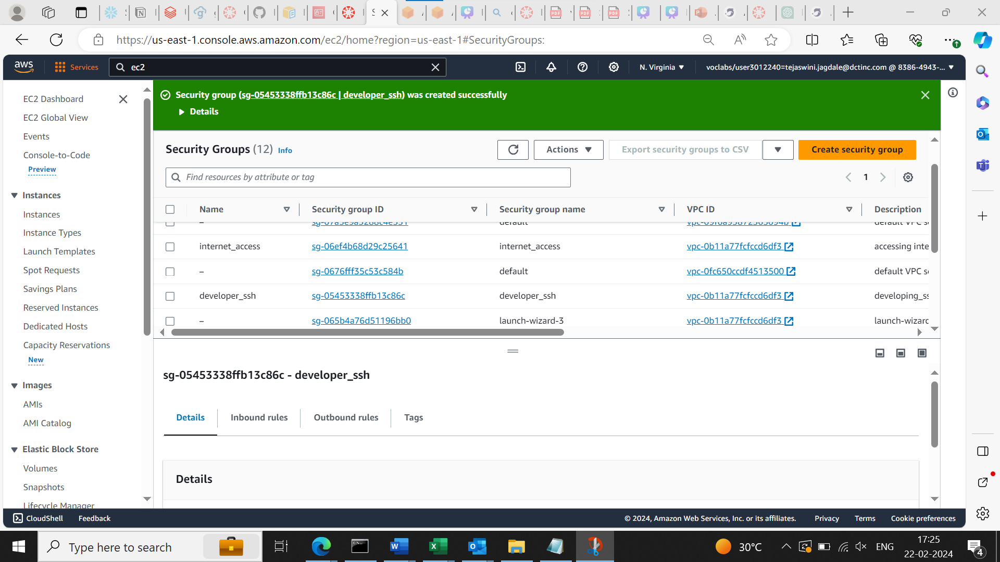 https://us-east-1.console.aws.amazon.com/ec2/home?region=us-east-1#SecurityGroups:
aws
Services
ec2
N. Virginia
voclabs/user3012240=tejaswini.jagdale@dctinc.com @ 8386-4943-...
EC2 Dashboard
EC2 Global View
Events
Console-to-Code
Preview
Instances
Instances
Instance Types
Launch Templates
Spot Requests
Savings Plans
Reserved Instances
Dedicated Hosts
Capacity Reservations
New
Images
AMIs
AMI Catalog
Elastic Block Store
Volumes
Snapshots
Lifecycle Manager
Security group (sg-05453338ffb13c86c | developer_ssh) was created successfully
Details
Security Groups (12) Info
Actions
Export security groups to CSV
Create security group
Find resources by attribute or tag
1
Name Security group ID Security group name VPC ID Description
– default
internet_access sg-06ef4b68d29c25641 internet_access vpc-0b11a77fcfccd6df3 accessing inte
– sg-0676fff35c53c584b default vpc-0fc650ccdf4513500 default VPC se
developer_ssh sg-05453338ffb13c86c developer_ssh vpc-0b11a77fcfccd6df3 developing_ss
– sg-065b4a76d51196bb0 launch-wizard-3 vpc-0b11a77fcfccd6df3 launch-wizard
sg-05453338ffb13c86c - developer_ssh
Details Inbound rules Outbound rules Tags
Details
CloudShell Feedback
© 2024, Amazon Web Services, Inc. or its affiliates. Privacy Terms Cookie preferences
Type here to search
30°C
ENG
17:25
22-02-2024
4